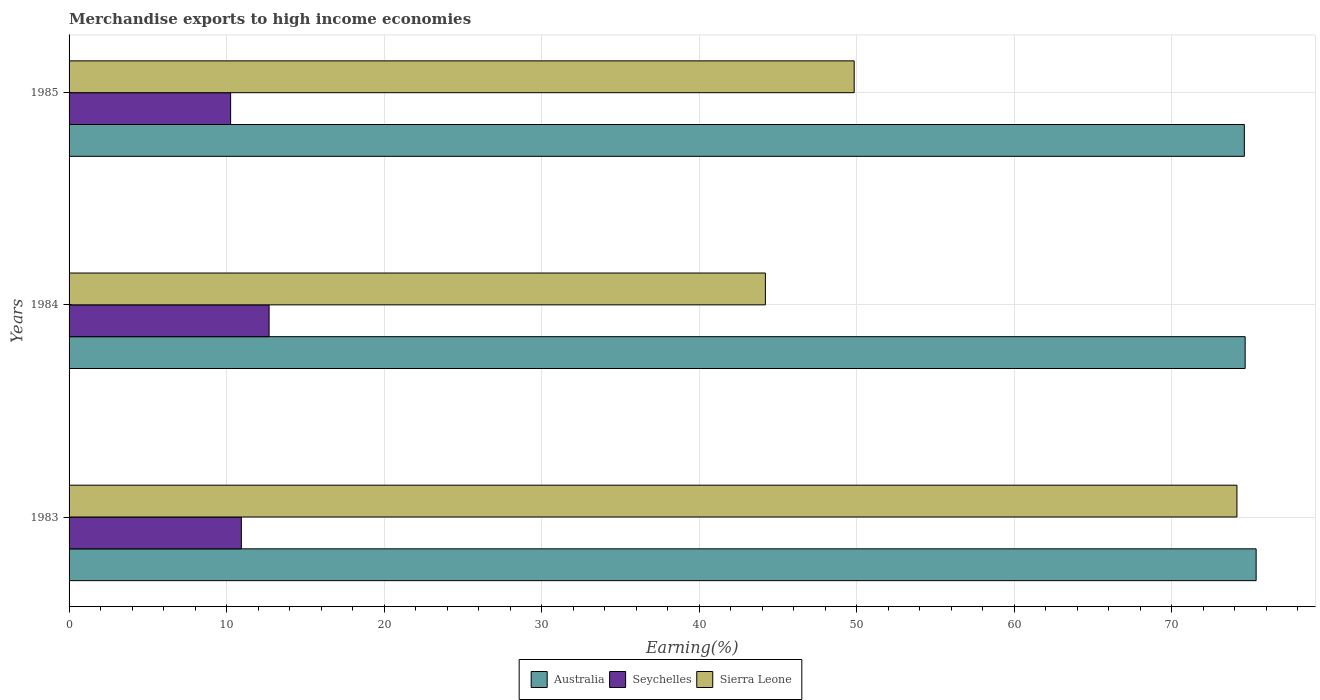 Merchandise exports to high income economies
1985
1984
1983
Years
0
10
20
30
40
50
60
70
Earning(%)
Australia
Seychelles
Sierra Leone